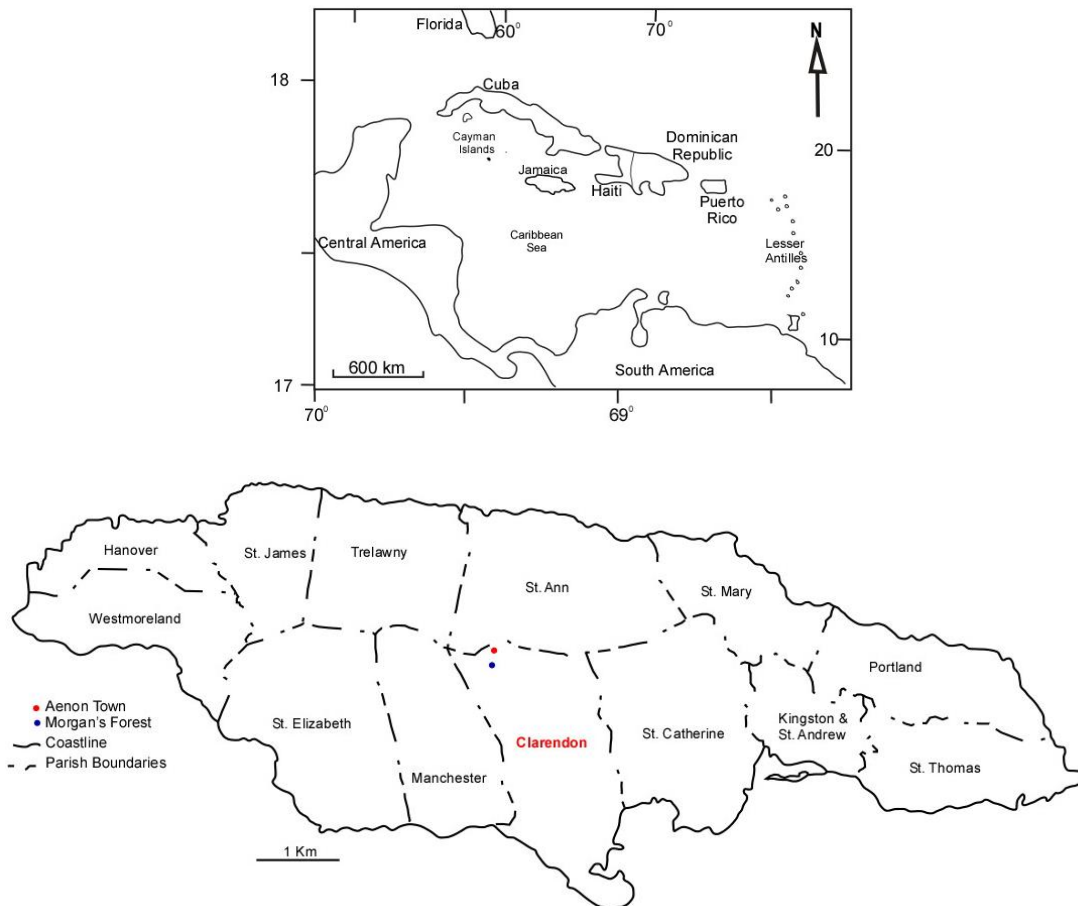 Florida
60°
70°
N
18
Cuba
Cayman
Islands
Dominican
Republic
20
Jamaica
Haiti
Puerto
Rico
Central America
Caribbean
Sea
Lesser
Antilles
10
600 km
South America
17
70°
69°
Hanover
St. James
Trelawny
St. Ann
St. Mary
Westmoreland
Portland
Aenon Town
Morgan's Forest
Coastline
Parish Boundaries
St. Elizabeth
Manchester
Clarendon
St. Catherine
Kingston &
St. Andrew
St. Thomas
1 Km